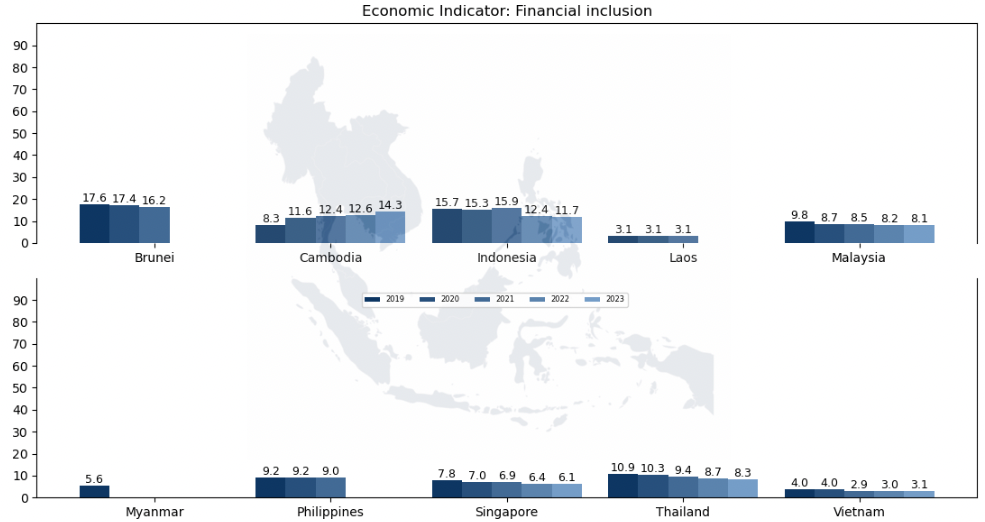 Economic Indicator: Financial inclusion
90
80
70
60
50
40
30
20
10
0
17.6 17.4 16.2
8.3 11.6 12.4 12.6 14.3
15.7 15.3 15.9 12.4 11.7
3.1 3.1 3.1
9.8 8.7 8.5 8.2 8.1
Brunei Cambodia Indonesia Laos Malaysia
2019 2020 2021 2022 2023
90
80
70
60
50
40
30
20
10
0
5.6
9.2 9.2 9.0
7.8 7.0 6.9 6.4 6.1
10.9 10.3 9.4 8.7 8.3
4.0 4.0 2.9 3.0 3.1
Myanmar Philippines Singapore Thailand Vietnam